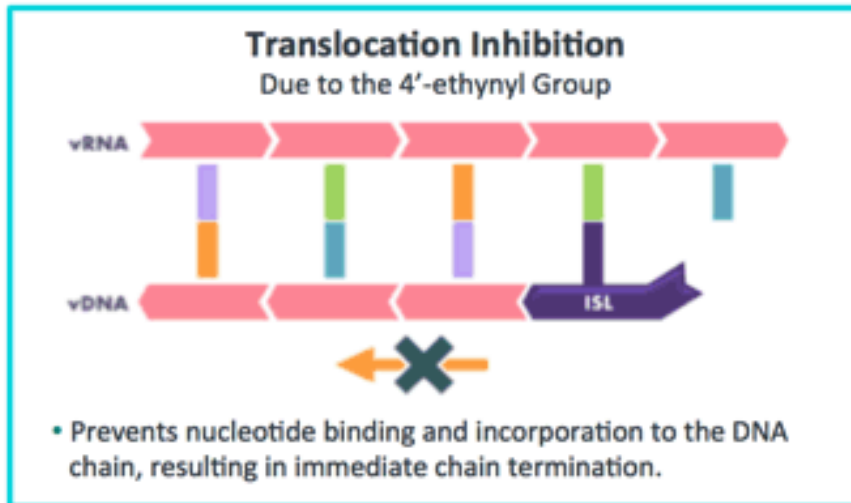 Translocation Inhibition
Due to the 4'-ethynyl Group
vRNA
vDNA
ISL
• Prevents nucleotide binding and incorporation to the DNA
chain, resulting in immediate chain termination.